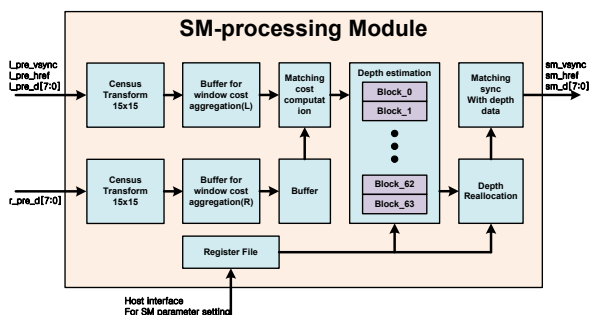 SM-processing Module
l_pre_vsync
l_pre_href
l_pre_d[7:0]
Census
Transform
15x15
Buffer for
window cost
aggregation(L)
Matching
cost
computat
ion
Depth estimation
Block_0
Block_1
Block_62
Block_63
Matching
sync
With depth
data
sm_vsync
sm_href
sm_d[7:0]
r_pre_d[7:0]
Census
Transform
15x15
Buffer for
window cost
aggregation(R)
Buffer
Depth
Reallocation
Register File
Host interface
For SM parameter setting